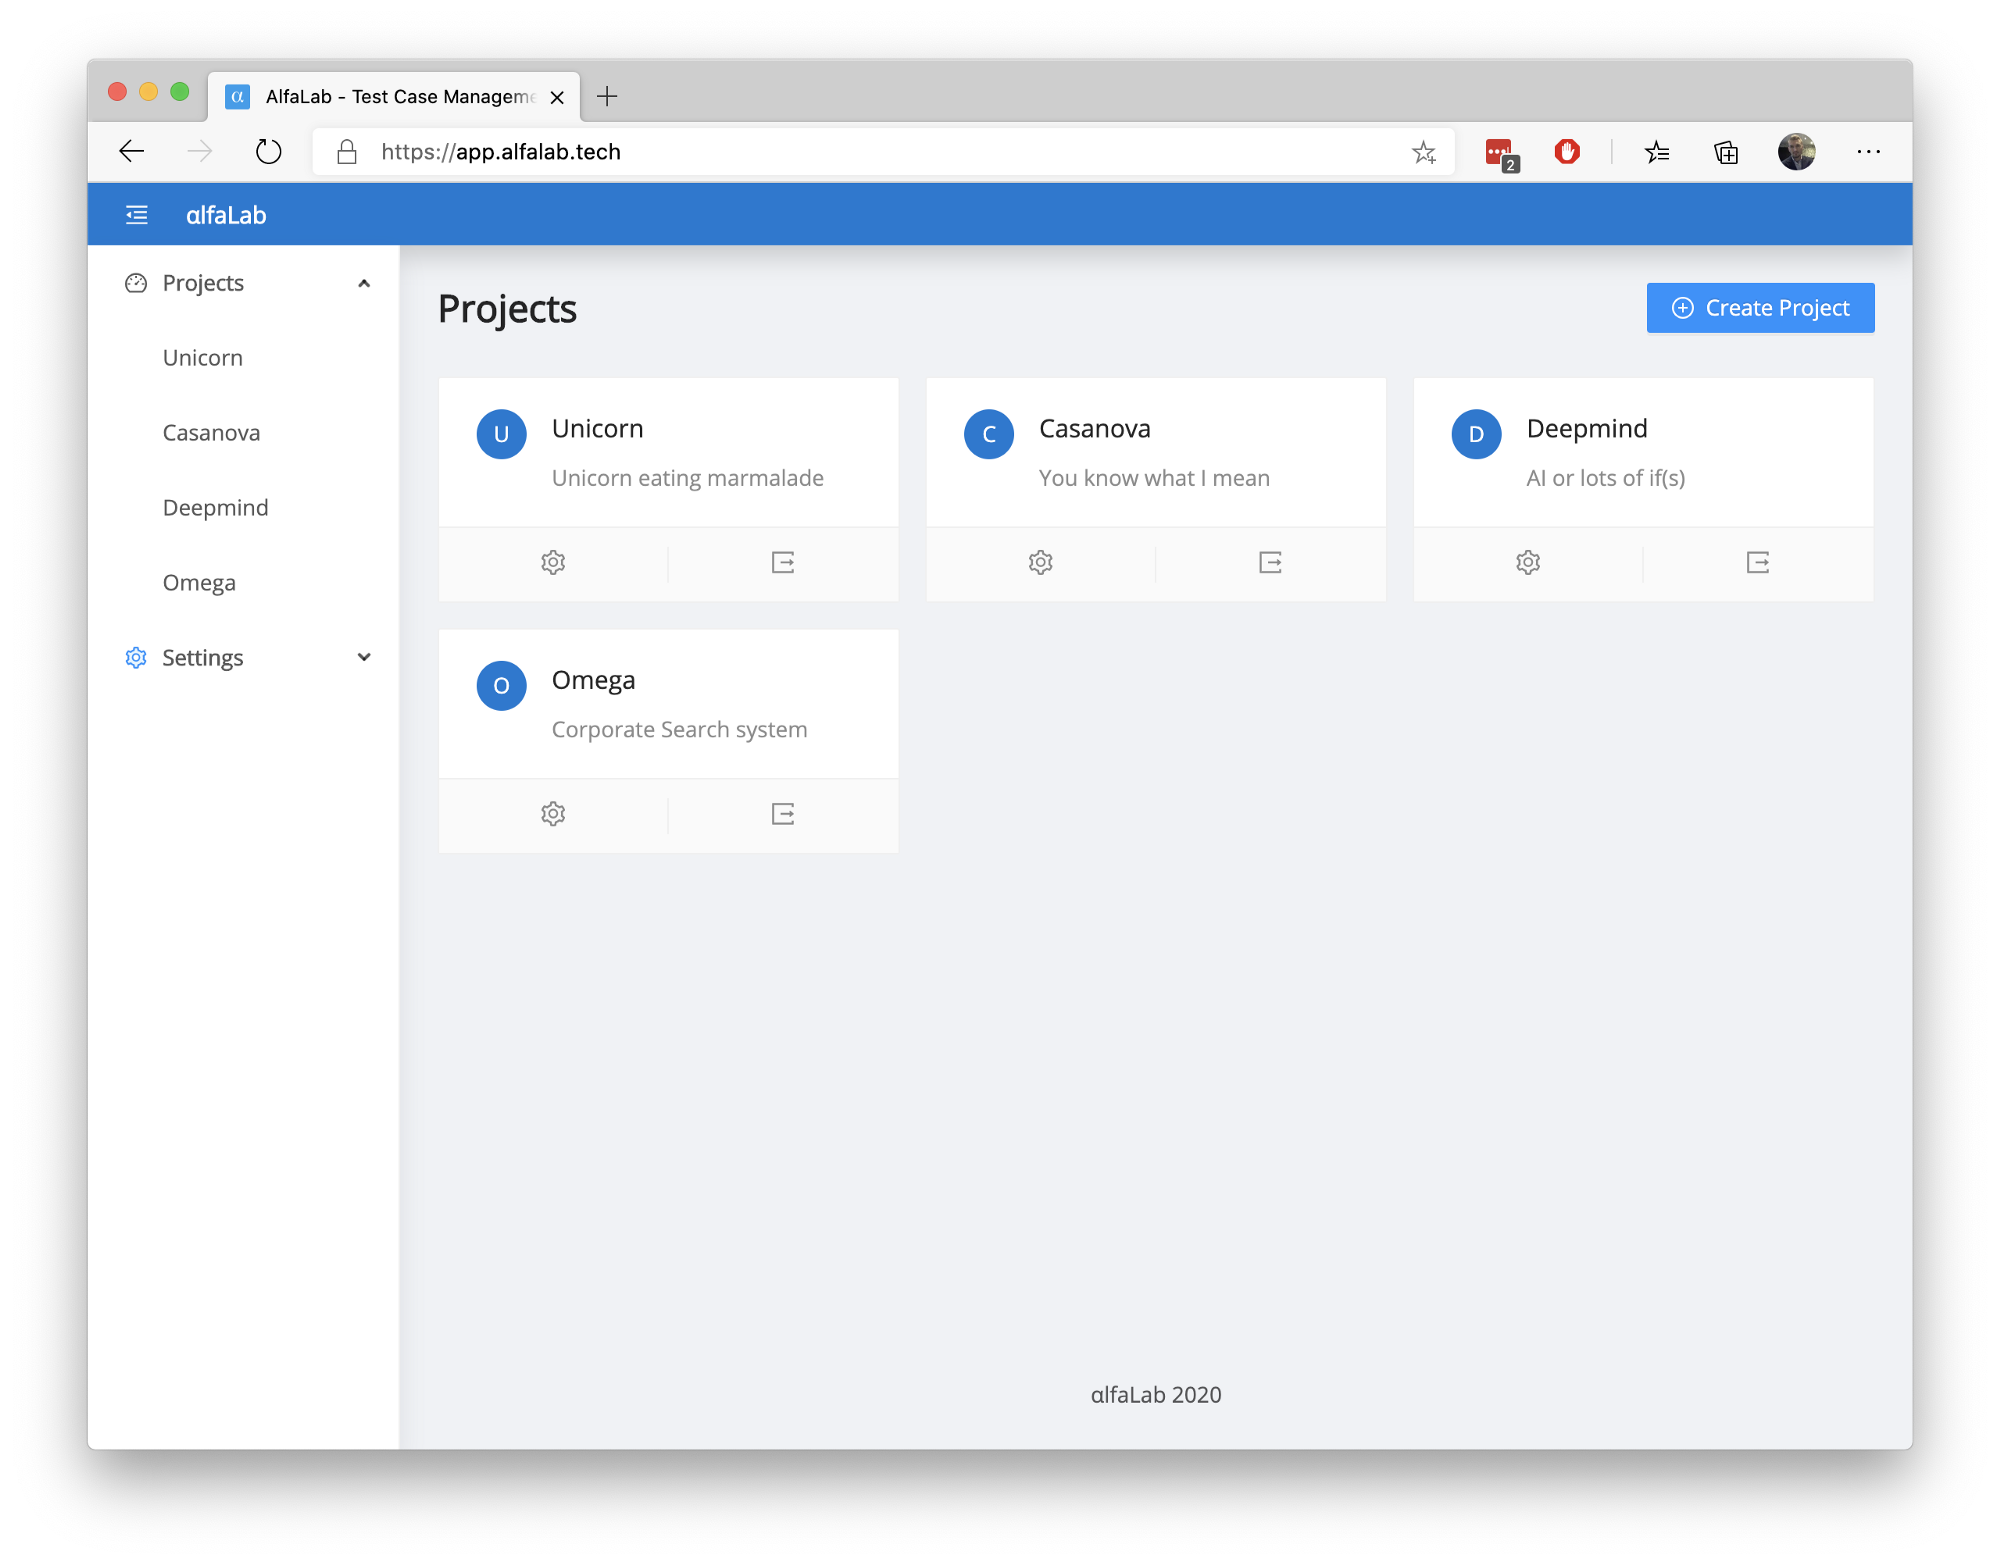 α AlfaLab - Test Case Manageme
https://app.alfalab.tech
2
αlfaLab
Projects
Unicorn
Casanova
Deepmind
Omega
Settings
Projects
Create Project
U
Unicorn
Unicorn eating marmalade
C
Casanova
You know what I mean
D
Deepmind
AI or lots of if(s)
O
Omega
Corporate Search system
αlfaLab 2020